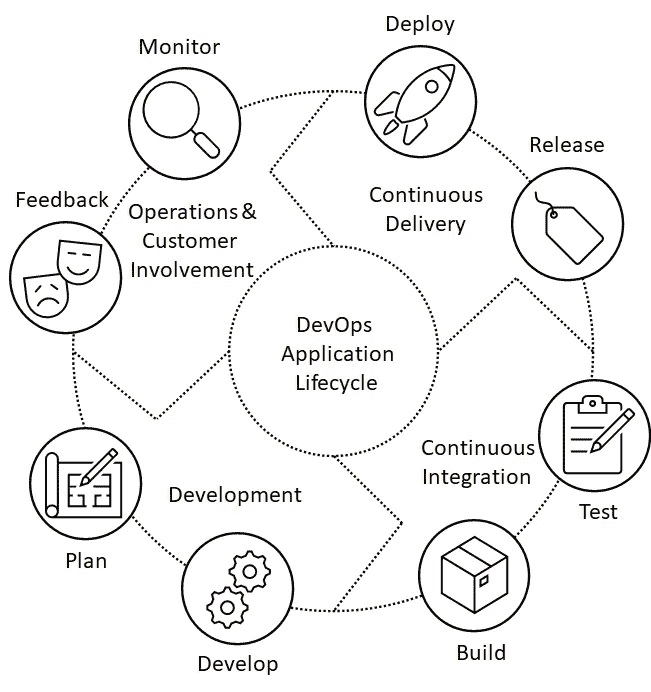 Deploy
Monitor
Release
Feedback
Continuous
Delivery
Operations &
Customer
Involvement
DevOps
Application
Lifecycle
Continuous
Integration
Development
Test
Plan
Build
Develop